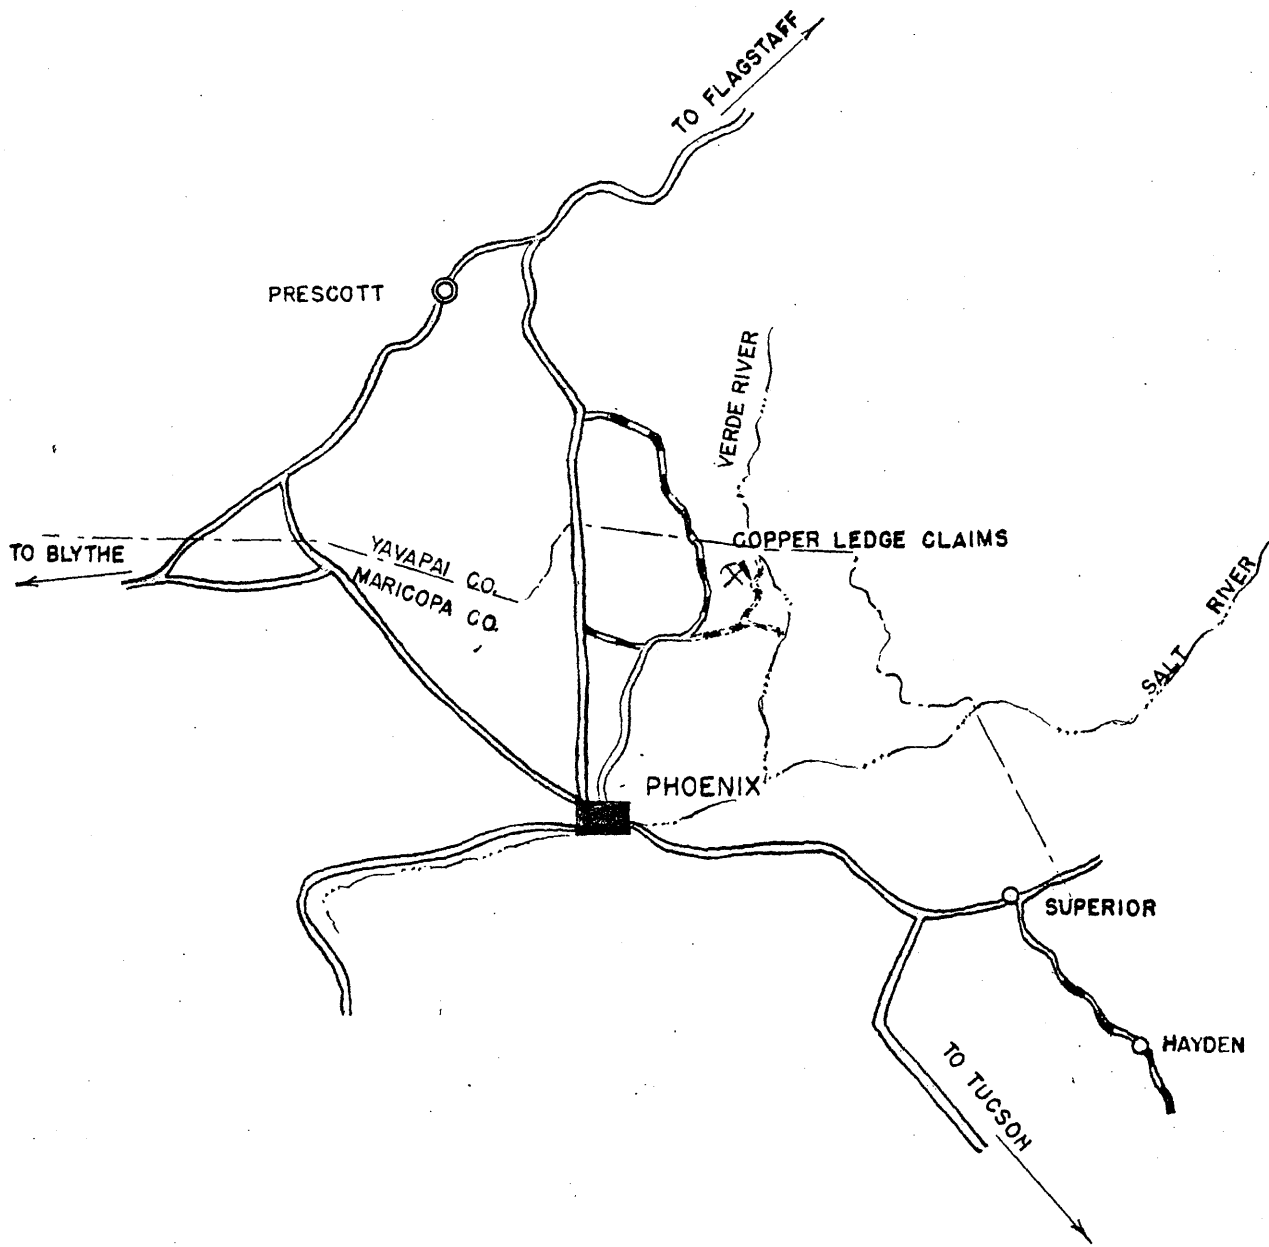 TO FLAGSTAFF
PRESCOTT
VERDE RIVER
TO BLYTHE
YAVAPAI CO.
MARICOPA CO.
COPPER LEDGE CLAIMS
SALT RIVER
PHOENIX
SUPERIOR
HAYDEN
TO TUCSON